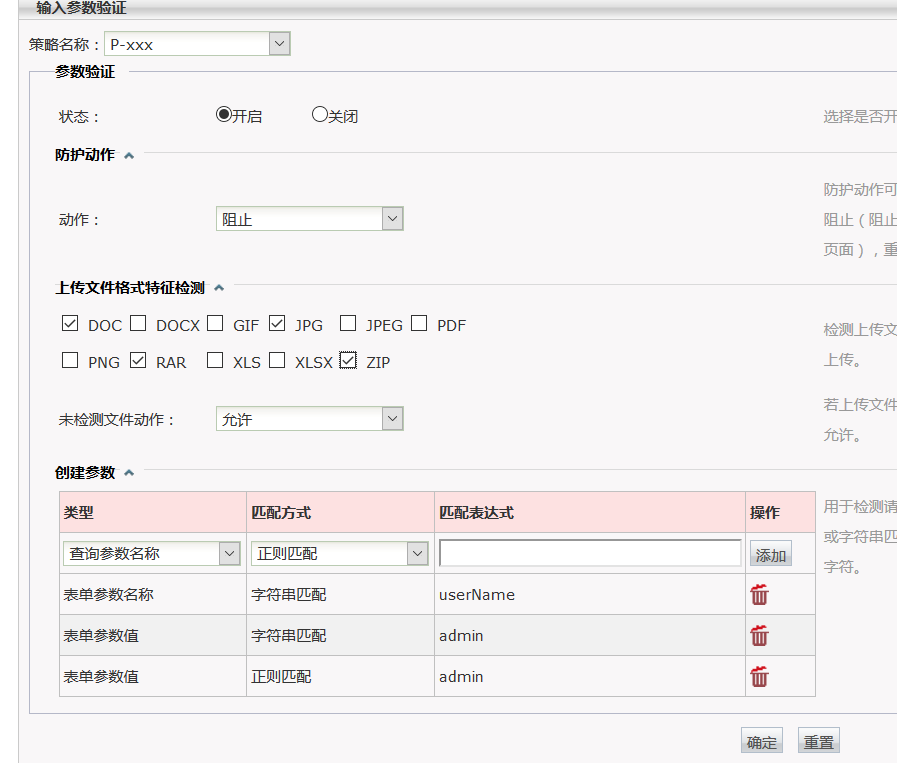 输入参数验证
策略名称： P-xxx
参数验证
状态： 开启 关闭 选择是否开
防护动作
防护动作可
动作： 阻止 阻止（阻止
页面），重
上传文件格式特征检测
DOC DOCX GIF JPG JPEG PDF
检测上传文
PNG RAR XLS XLSX ZIP
上传。
若上传文件
未检测文件动作： 允许
允许。
创建参数
类型 匹配方式 匹配表达式 操作
用于检测请
或字符串匹
字符。
查询参数名称 正则匹配 添加
表单参数名称 字符串匹配 userName
表单参数值 字符串匹配 admin
表单参数值 正则匹配 admin
确定 重置